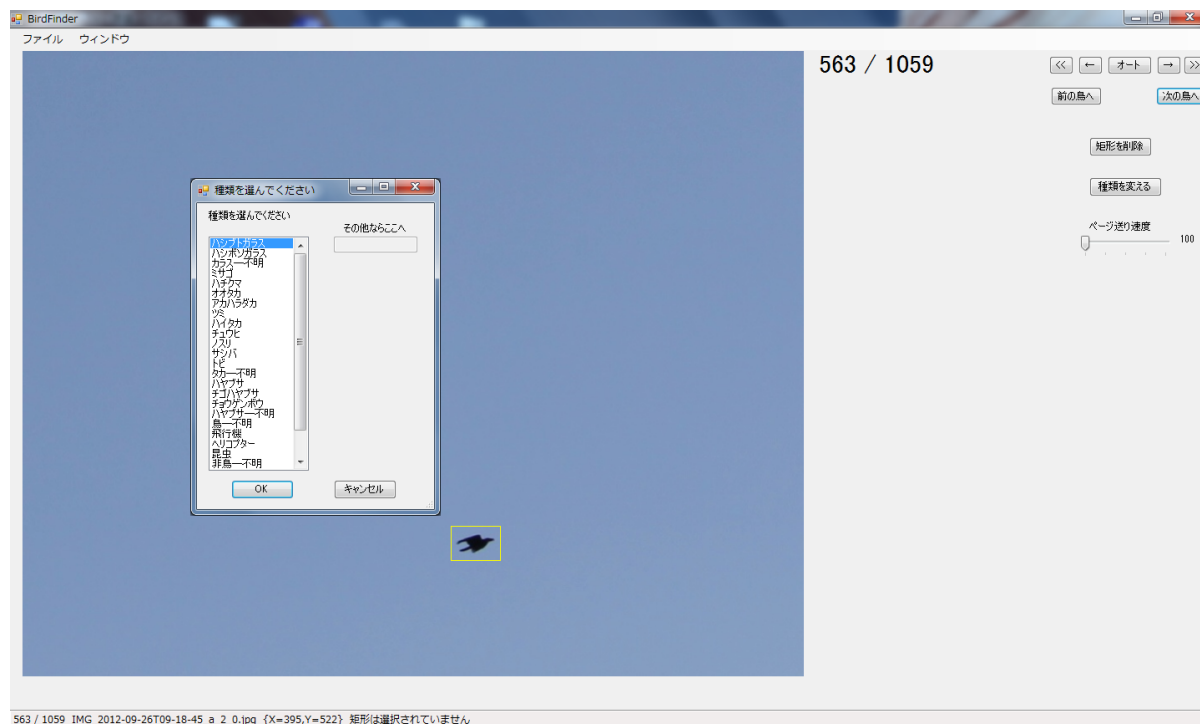 BirdFinder
ファイル ウィンドウ
563 / 1059
<< ← オート → >>
前の鳥へ 次の鳥へ
矩形を削除
種類を変える
ページ送り速度
100
種類を選んでください
種類を選んでください
その他ならここへ
ハシブトガラス
ハシボソガラス
カラス―不明
ミサゴ
ハチクマ
オオタカ
アカハラダカ
ツミ
ハイタカ
チュウヒ
ノスリ
サシバ
トビ
タカ―不明
ハヤブサ
チゴハヤブサ
チョウゲンボウ
ハヤブサ―不明
鳥―不明
飛行機
ヘリコプター
昆虫
非鳥―不明
OK キャンセル
563 / 1059 IMG_2012-09-26T09-18-45_a_2_0.jpg {X=395,Y=522} 矩形は選択されていません